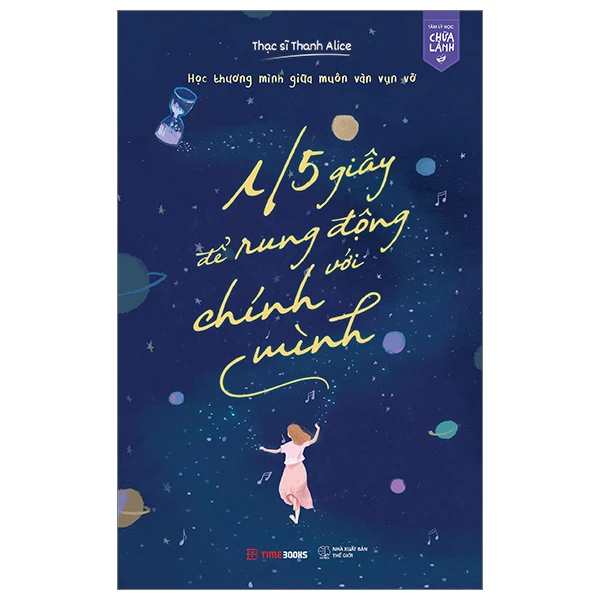 TÂM LÝ HỌC
CHỮA
LÀNH
Thạc sĩ Thanh Alice
Học thương mình giữa muôn vàn vụn vỡ
1/5 giây
để rung động
với
chính
mình
TIMEBOOKS
NHÀ XUẤT BẢN
THẾ GIỚI